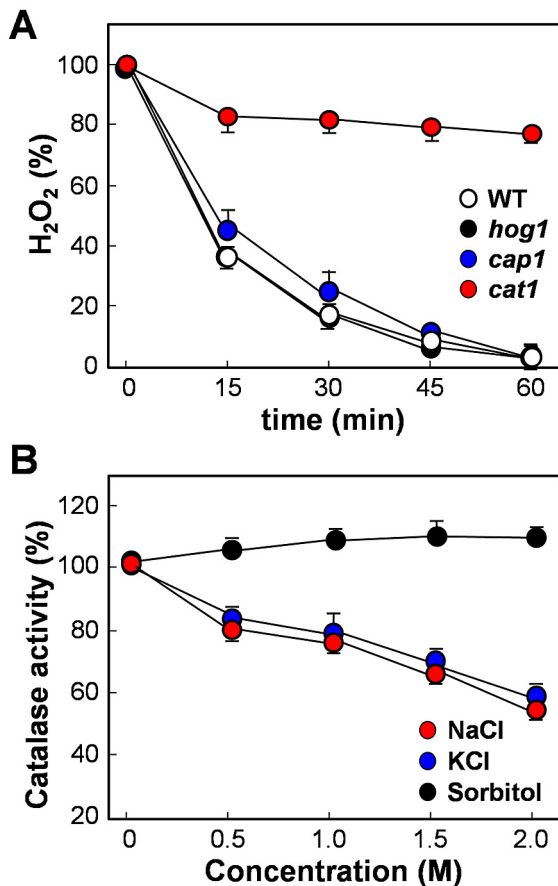 A
H₂O₂ (%)
100
80
60
40
20
0
WT
hog1
cap1
cat1
0 15 30 45 60
time (min)
B
Catalase activity (%)
120
100
80
60
40
20
NaCl
KCl
Sorbitol
0 0.5 1.0 1.5 2.0
Concentration (M)